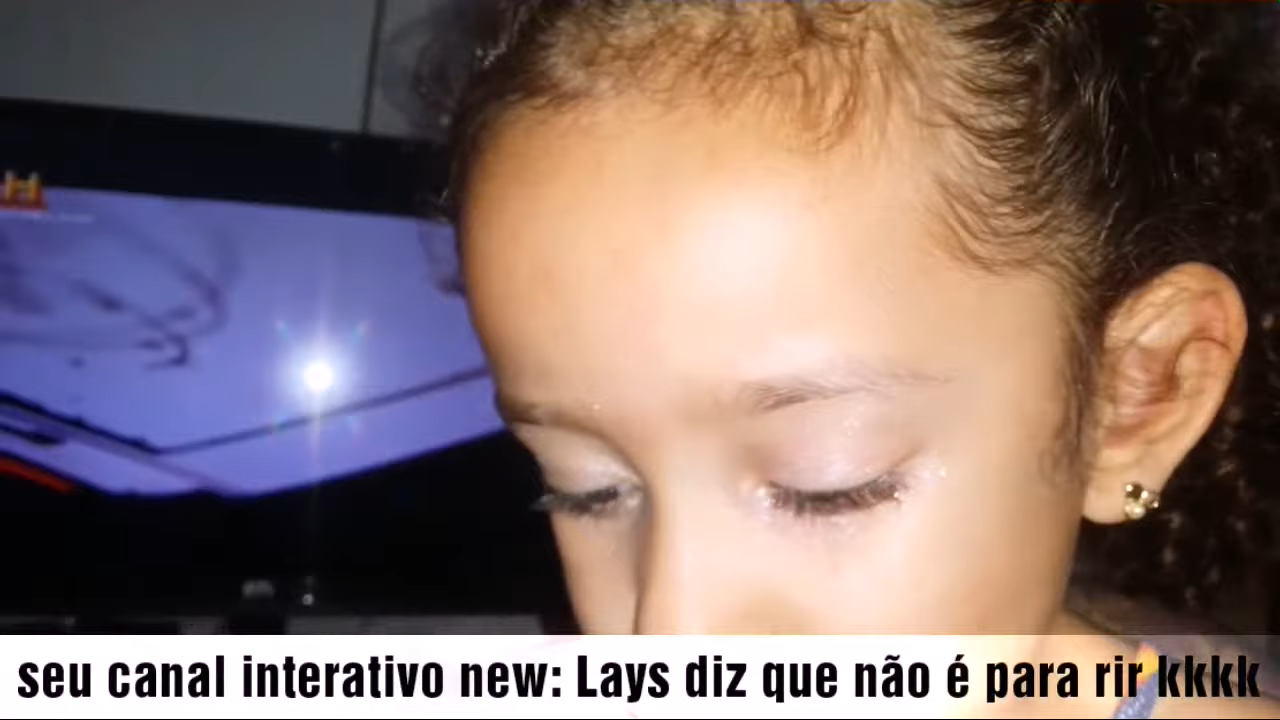 H
seu canal interativo new: Lays diz que não é para rir kkkk